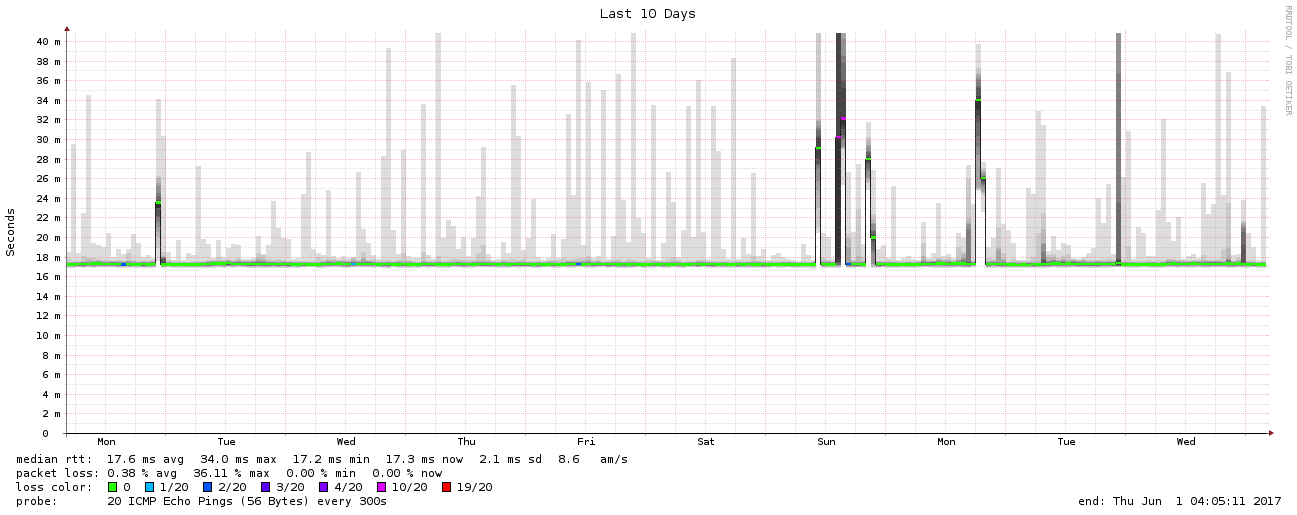 Last 10 Days
RRDTOOL / TOBI OETIKER
Seconds
40 m
38 m
36 m
34 m
32 m
30 m
28 m
26 m
24 m
22 m
20 m
18 m
16 m
14 m
12 m
10 m
8 m
6 m
4 m
2 m
0
Mon Tue Wed Thu Fri Sat Sun Mon Tue Wed
median rtt: 17.6 ms avg 34.0 ms max 17.2 ms min 17.3 ms now 2.1 ms sd 8.6 am/s
packet loss: 0.38 % avg 36.11 % max 0.00 % min 0.00 % now
loss color: 0 1/20 2/20 3/20 4/20 10/20 19/20
probe: 20 ICMP Echo Pings (56 Bytes) every 300s end: Thu Jun 1 04:05:11 2017